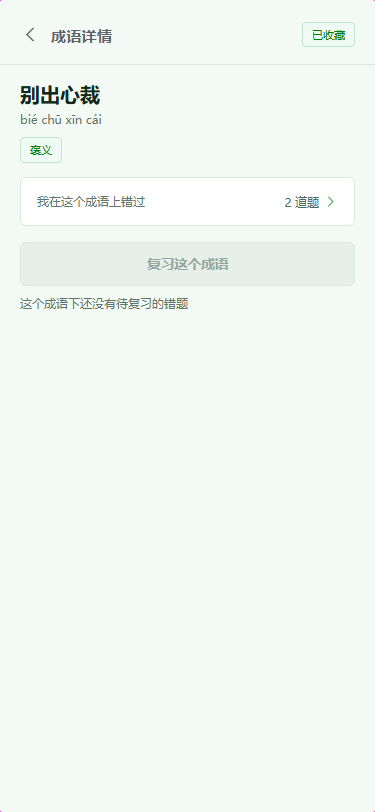 成语详情
已收藏
别出心裁
bié chū xīn cái
褒义
我在这个成语上错过
2 道题
复习这个成语
这个成语下还没有待复习的错题